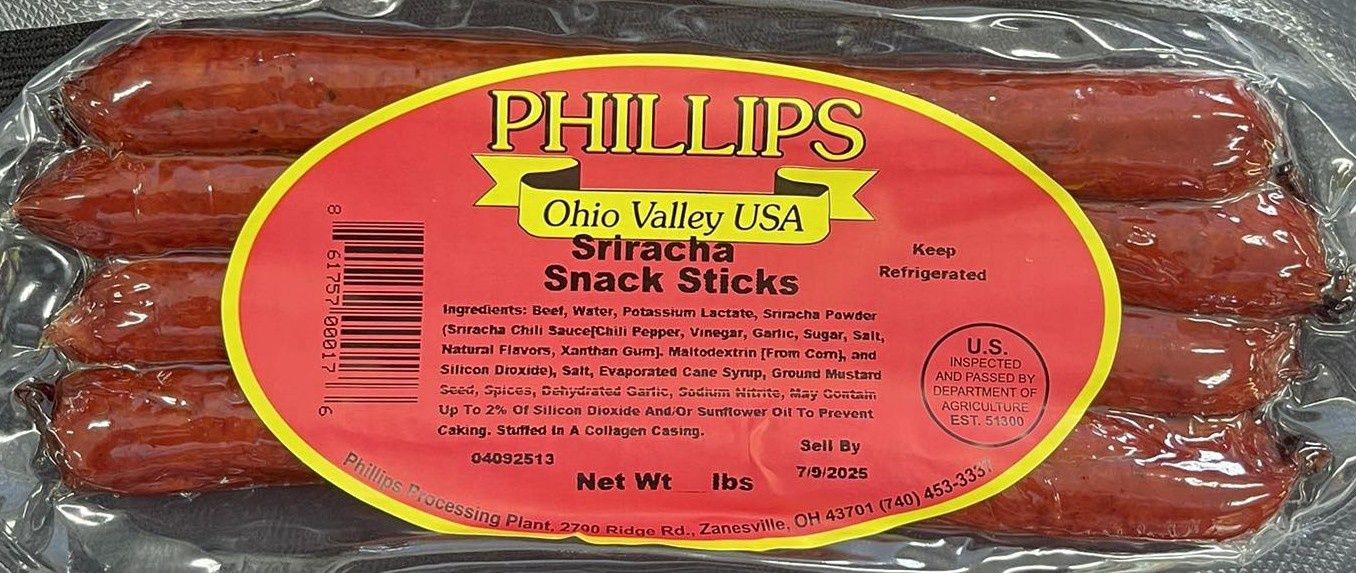 PHILLIPS
Ohio Valley USA
Sriracha
Snack Sticks
Keep
Refrigerated
Ingredients: Beef, Water, Potassium Lactate, Sriracha Powder
(Sriracha Chili Sauce[Chili Pepper, Vinegar, Garlic, Sugar, Salt,
Natural Flavors, Xanthan Gum], Maltodextrin [From Corn], and
Silicon Dioxide), Salt, Evaporated Cane Syrup, Ground Mustard
Seed, Spices, Dehydrated Garlic, Sodium Nitrite, May Contain
Up To 2% Of Silicon Dioxide And/Or Sunflower Oil To Prevent
Caking. Stuffed In A Collagen Casing.
8 61757 00017 6
U.S.
INSPECTED
AND PASSED BY
DEPARTMENT OF
AGRICULTURE
EST. 51300
04092513
Sell By
7/9/2025
Net Wt __ lbs
Phillips Processing Plant, 2790 Ridge Rd., Zanesville, OH 43701 (740) 453-3337